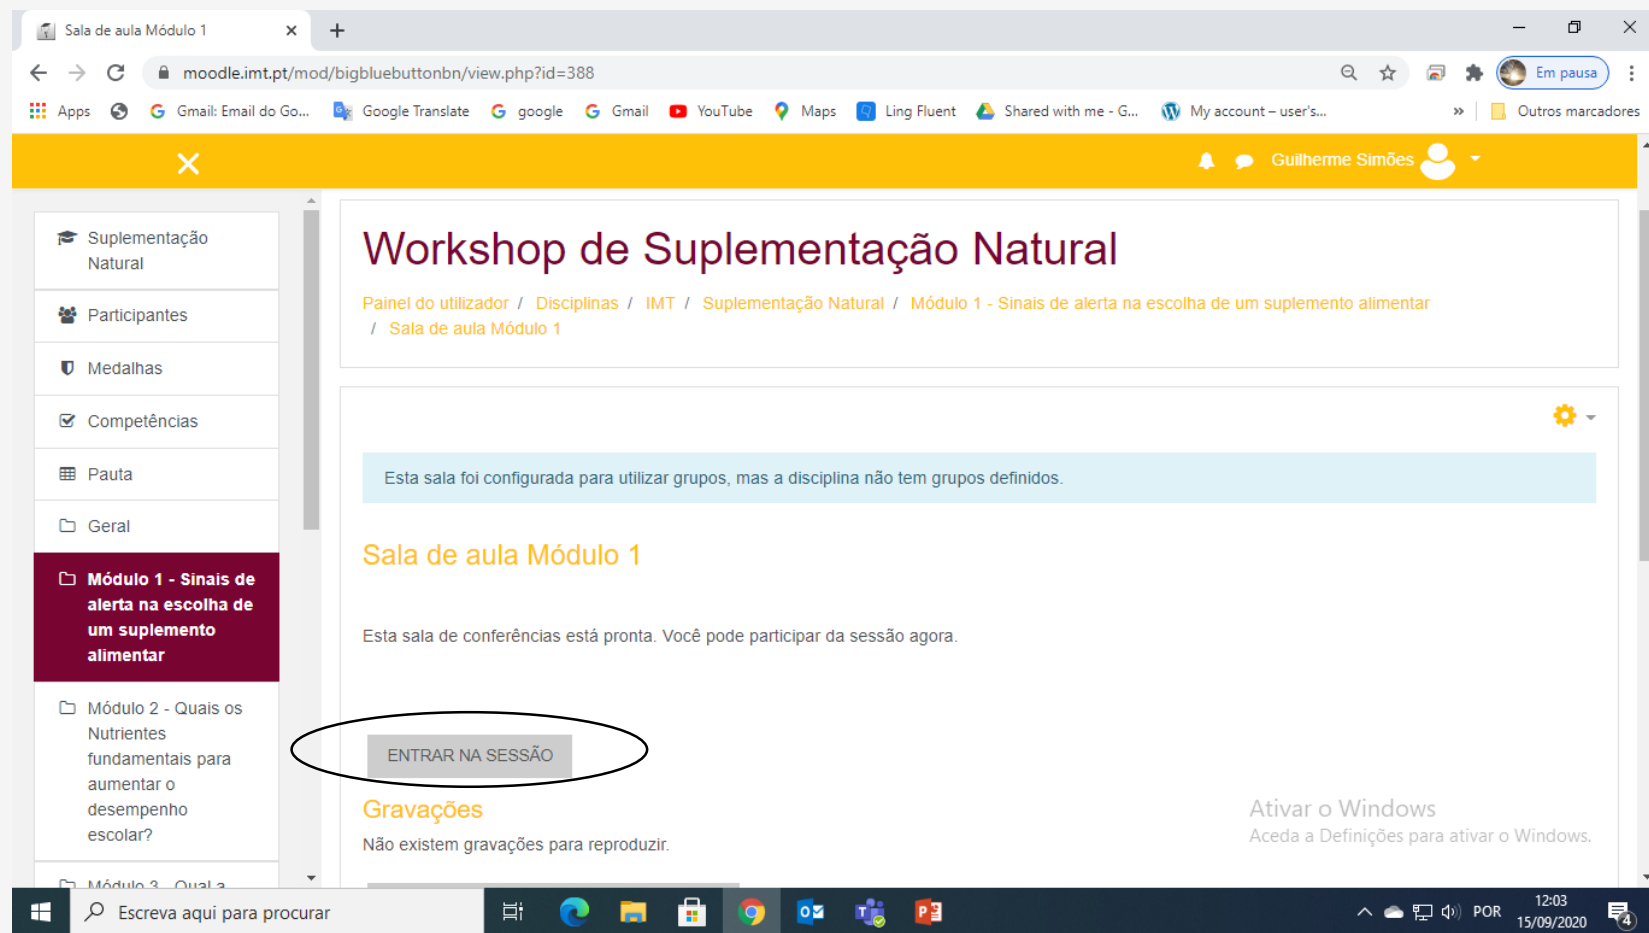 Sala de aula Módulo 1
moodle.imt.pt/mod/bigbluebuttonbn/view.php?id=388
Em pausa
Apps
Gmail: Email do Go...
Google Translate
google
Gmail
YouTube
Maps
Ling Fluent
Shared with me - G...
My account – user's...
»
Outros marcadores
Guilherme Simões
Suplementação
Natural
Participantes
Medalhas
Competências
Pauta
Geral
Módulo 1 - Sinais de
alerta na escolha de
um suplemento
alimentar
Módulo 2 - Quais os
Nutrientes
fundamentais para
aumentar o
desempenho
escolar?
Módulo 3 - Qual a
Workshop de Suplementação Natural
Painel do utilizador / Disciplinas / IMT / Suplementação Natural / Módulo 1 - Sinais de alerta na escolha de um suplemento alimentar
/ Sala de aula Módulo 1
Esta sala foi configurada para utilizar grupos, mas a disciplina não tem grupos definidos.
Sala de aula Módulo 1
Esta sala de conferências está pronta. Você pode participar da sessão agora.
ENTRAR NA SESSÃO
Gravações
Não existem gravações para reproduzir.
Ativar o Windows
Aceda a Definições para ativar o Windows.
Escreva aqui para procurar
POR
12:03
15/09/2020
4